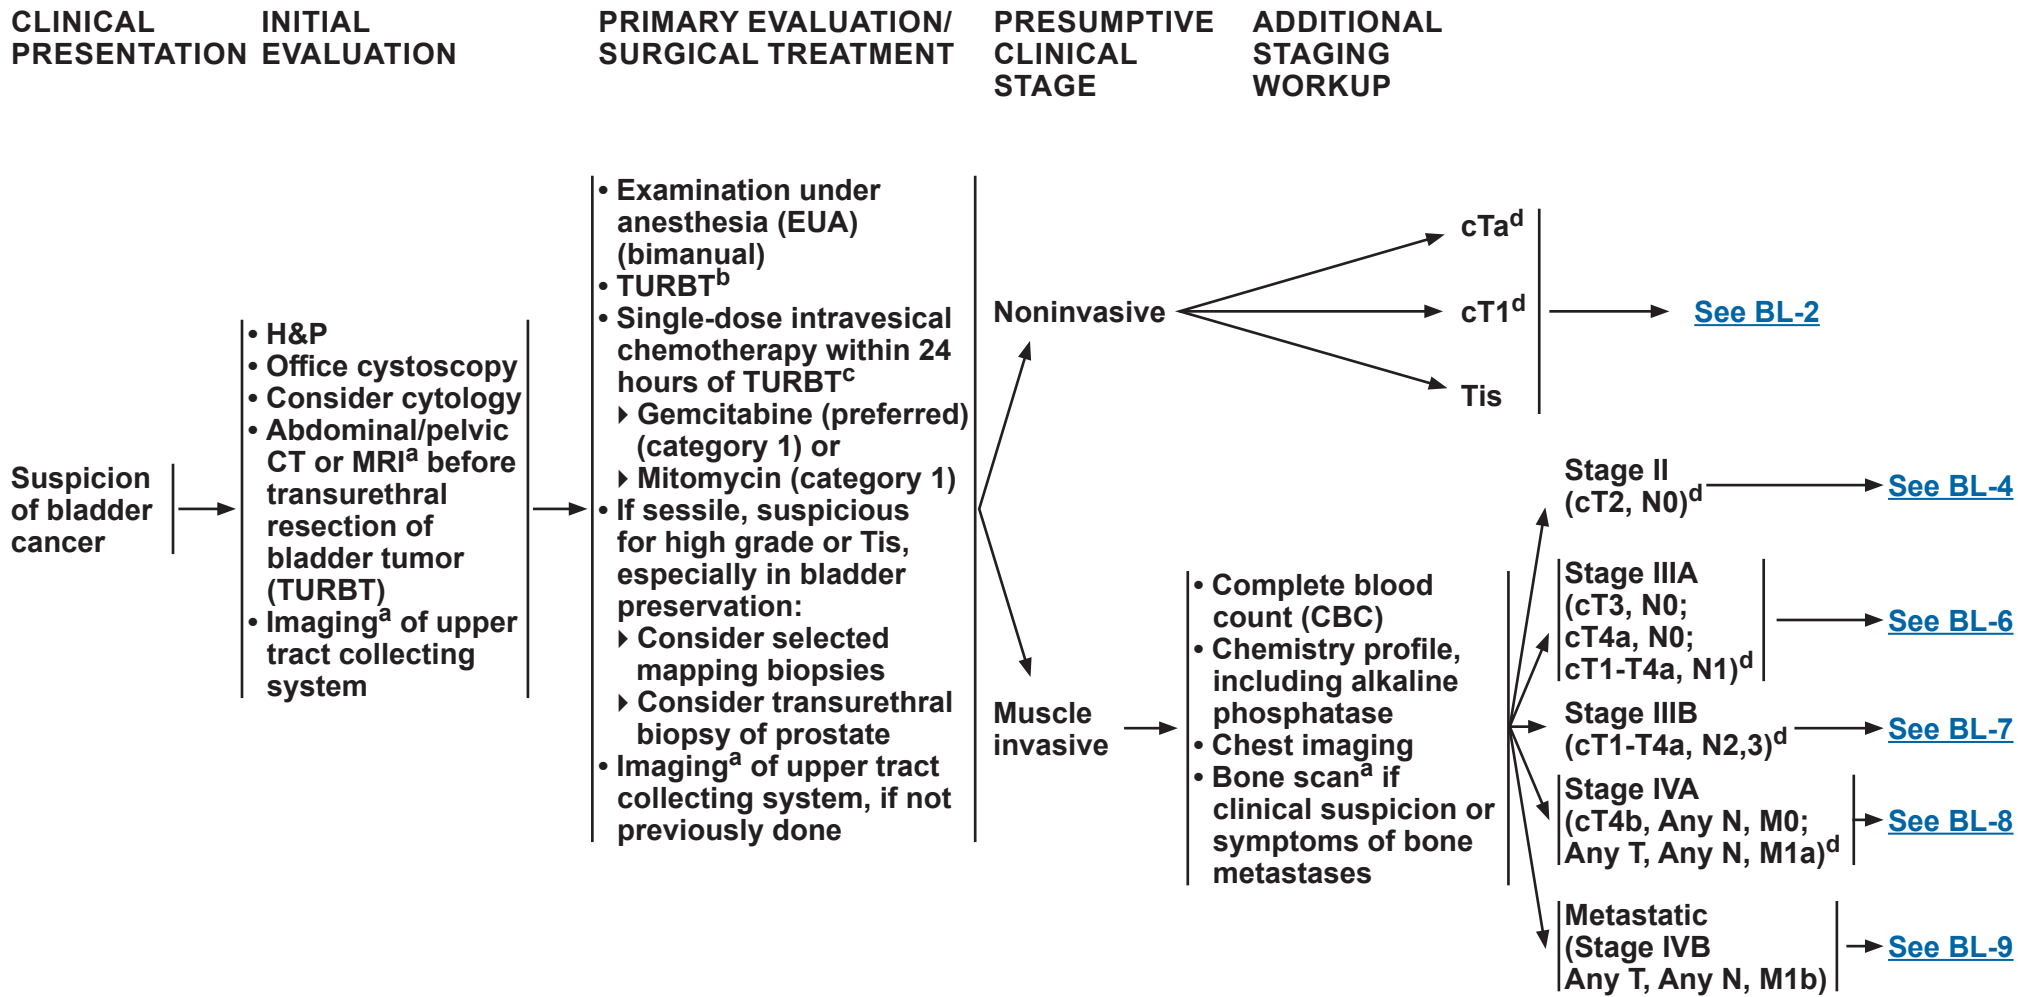 CLINICAL
PRESENTATION
INITIAL
EVALUATION
PRIMARY EVALUATION/
SURGICAL TREATMENT
PRESUMPTIVE
CLINICAL
STAGE
ADDITIONAL
STAGING
WORKUP
Suspicion
of bladder
cancer
• H&P
• Office cystoscopy
• Consider cytology
• Abdominal/pelvic
CT or MRIa before
transurethral
resection of
bladder tumor
(TURBT)
• Imaginga of upper
tract collecting
system
• Examination under
anesthesia (EUA)
(bimanual)
• TURBTb
• Single-dose intravesical
chemotherapy within 24
hours of TURBTc
Gemcitabine (preferred)
(category 1) or
Mitomycin (category 1)
• If sessile, suspicious
for high grade or Tis,
especially in bladder
preservation:
Consider selected
mapping biopsies
Consider transurethral
biopsy of prostate
• Imaginga of upper tract
collecting system, if not
previously done
Noninvasive
cTad
cT1d
Tis
See BL-2
Muscle
invasive
• Complete blood
count (CBC)
• Chemistry profile,
including alkaline
phosphatase
• Chest imaging
• Bone scana if
clinical suspicion or
symptoms of bone
metastases
Stage II
(cT2, N0)d
See BL-4
Stage IIIA
(cT3, N0;
cT4a, N0;
cT1-T4a, N1)d
See BL-6
Stage IIIB
(cT1-T4a, N2,3)d
See BL-7
Stage IVA
(cT4b, Any N, M0;
Any T, Any N, M1a)d
See BL-8
Metastatic
(Stage IVB
Any T, Any N, M1b)
See BL-9